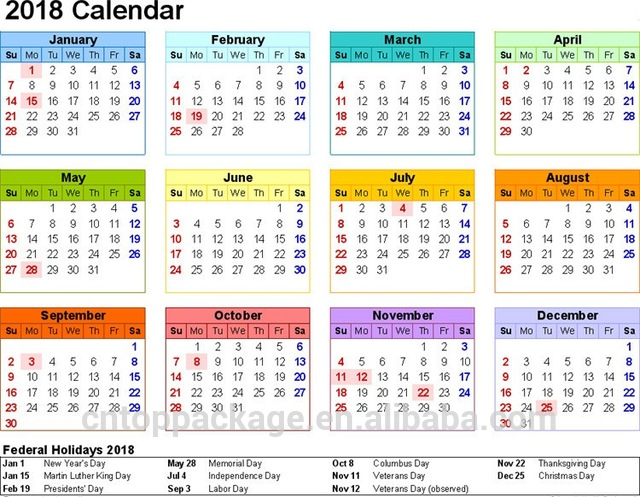 2018 Calendar
January
Su Mo Tu We Th Fr Sa
1 2 3 4 5 6
7 8 9 10 11 12 13
14 15 16 17 18 19 20
21 22 23 24 25 26 27
28 29 30 31
February
Su Mo Tu We Th Fr Sa
1 2 3
4 5 6 7 8 9 10
11 12 13 14 15 16 17
18 19 20 21 22 23 24
25 26 27 28
March
Su Mo Tu We Th Fr Sa
1 2 3
4 5 6 7 8 9 10
11 12 13 14 15 16 17
18 19 20 21 22 23 24
25 26 27 28 29 30 31
April
Su Mo Tu We Th Fr Sa
1 2 3 4 5 6 7
8 9 10 11 12 13 14
15 16 17 18 19 20 21
22 23 24 25 26 27 28
29 30
May
Su Mo Tu We Th Fr Sa
1 2 3 4 5
6 7 8 9 10 11 12
13 14 15 16 17 18 19
20 21 22 23 24 25 26
27 28 29 30 31
June
Su Mo Tu We Th Fr Sa
1 2
3 4 5 6 7 8 9
10 11 12 13 14 15 16
17 18 19 20 21 22 23
24 25 26 27 28 29 30
July
Su Mo Tu We Th Fr Sa
1 2 3 4 5 6 7
8 9 10 11 12 13 14
15 16 17 18 19 20 21
22 23 24 25 26 27 28
29 30 31
August
Su Mo Tu We Th Fr Sa
1 2 3 4
5 6 7 8 9 10 11
12 13 14 15 16 17 18
19 20 21 22 23 24 25
26 27 28 29 30 31
September
Su Mo Tu We Th Fr Sa
1
2 3 4 5 6 7 8
9 10 11 12 13 14 15
16 17 18 19 20 21 22
23 24 25 26 27 28 29
30
October
Su Mo Tu We Th Fr Sa
1 2 3 4 5 6
7 8 9 10 11 12 13
14 15 16 17 18 19 20
21 22 23 24 25 26 27
28 29 30 31
November
Su Mo Tu We Th Fr Sa
1 2 3
4 5 6 7 8 9 10
11 12 13 14 15 16 17
18 19 20 21 22 23 24
25 26 27 28 29 30
December
Su Mo Tu We Th Fr Sa
1
2 3 4 5 6 7 8
9 10 11 12 13 14 15
16 17 18 19 20 21 22
23 24 25 26 27 28 29
30 31
cntoppackage.en.alibaba.com
Federal Holidays 2018
Jan 1 New Year's Day May 28 Memorial Day Oct 8 Columbus Day Nov 22 Thanksgiving Day
Jan 15 Martin Luther King Day Jul 4 Independence Day Nov 11 Veterans Day Dec 25 Christmas Day
Feb 19 Presidents' Day Sep 3 Labor Day Nov 12 Veterans Day (observed)